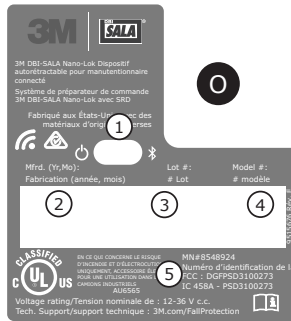 3M
DBI
SALA
3M DBI-SALA Nano-Lok Dispositif
autorétractable pour manutentionnaire
connecté
Système de préparateur de commande
3M DBI-SALA Nano-Lok avec SRD
O
Fabriqué aux États-Unis avec des
matériaux d'origines diverses
1
Mfrd. (Yr,Mo): Lot #: Model #:
Fabrication (année, mois) # Lot # modèle
2 3 4
CLASSIFIED
C UL US
EN CE QUI CONCERNE LE RISQUE
D'INCENDIE ET D'ÉLECTROCUTION
UNIQUEMENT, ACCESSOIRE
POUR UNE UTILISATION DANS
CAMIONS INDUSTRIELS
AU6565
5
MN#8548924
Numéro d'identification de l
FCC : DGFPSD3100273
IC 458A - PSD3100273
Voltage rating/Tension nominale de : 12-36 V c.c.
Tech. Support/support technique : 3M.com/FallProtection